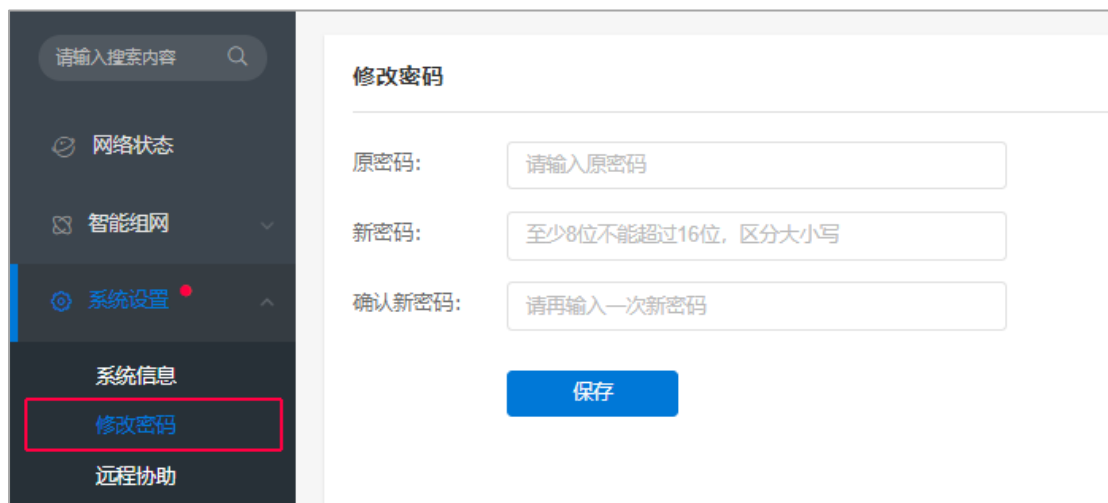 请输入搜索内容
网络状态
智能组网
系统设置
系统信息
修改密码
远程协助
修改密码
原密码:
请输入原密码
新密码:
至少8位不能超过16位，区分大小写
确认新密码:
请再输入一次新密码
保存